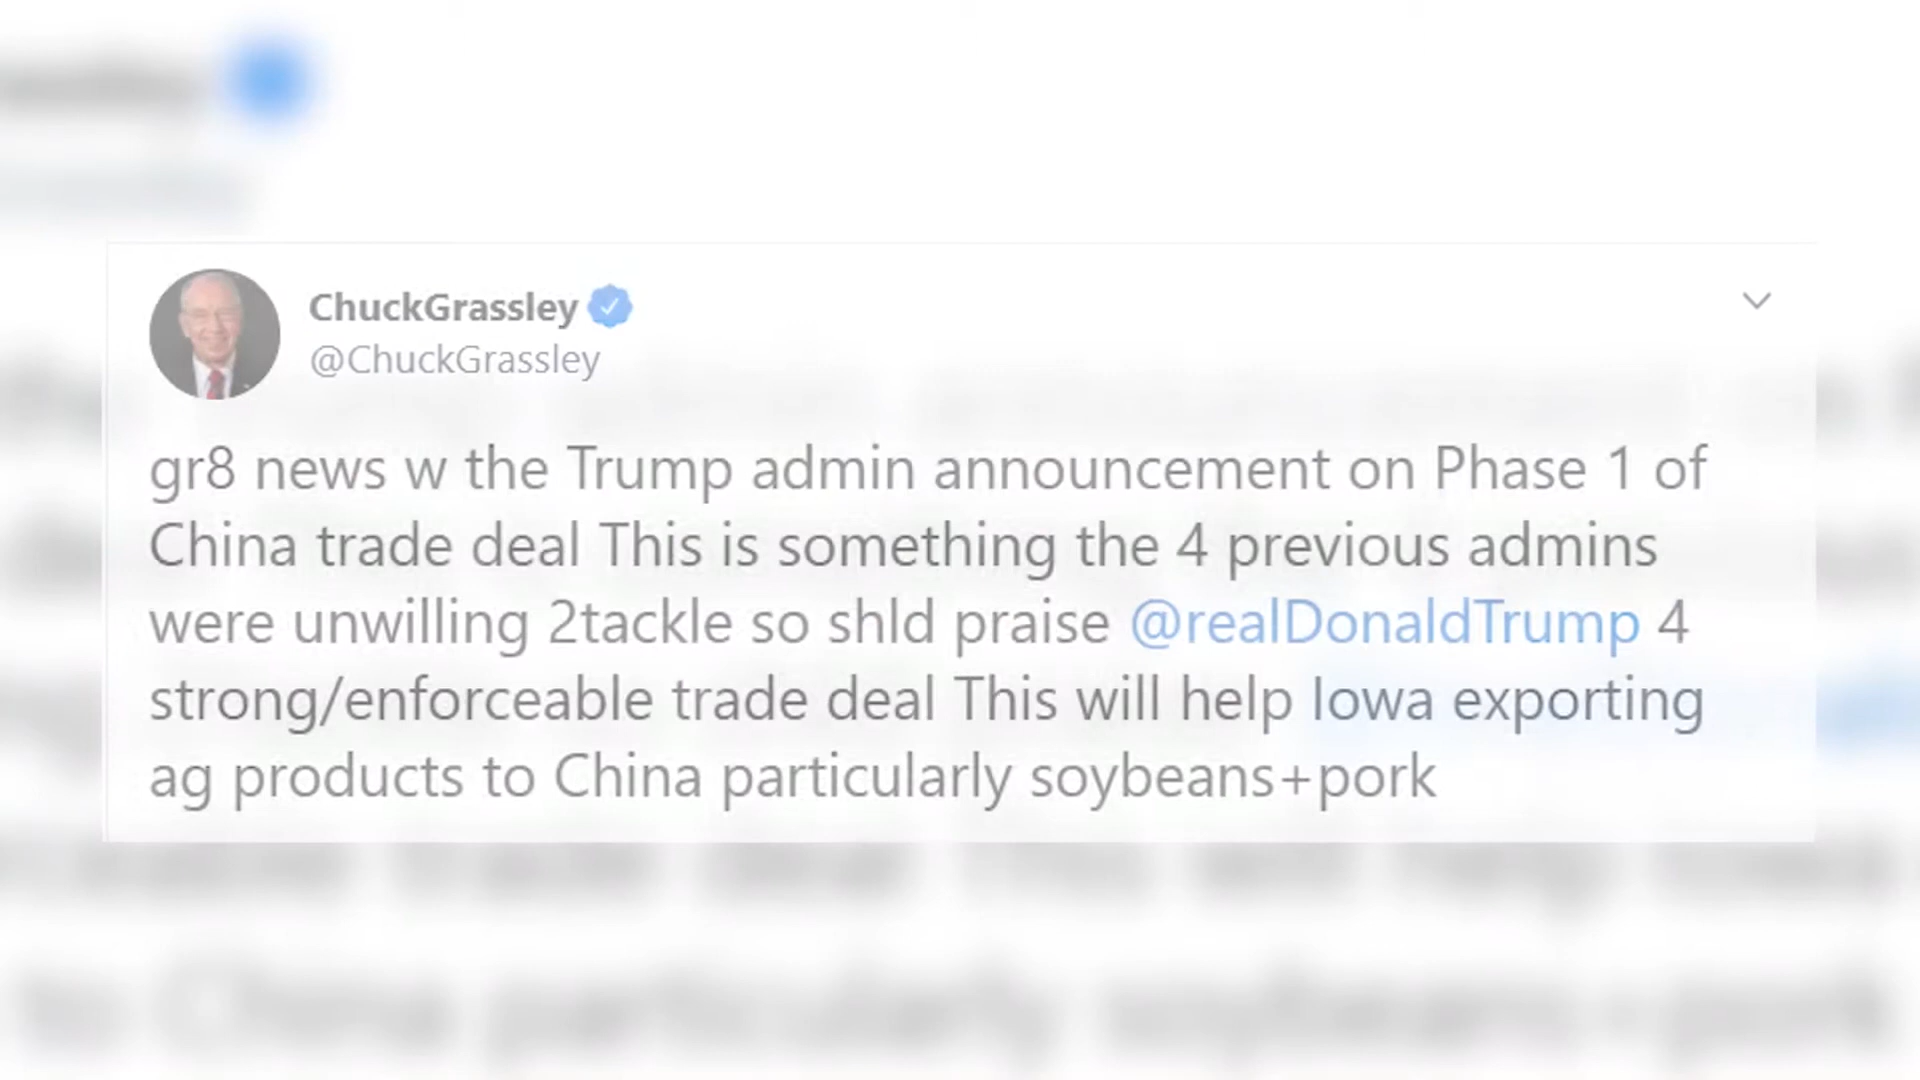 ChuckGrassley
@ChuckGrassley
gr8 news w the Trump admin announcement on Phase 1 of
China trade deal This is something the 4 previous admins
were unwilling 2tackle so shld praise @realDonaldTrump 4
strong/enforceable trade deal This will help Iowa exporting
ag products to China particularly soybeans+pork